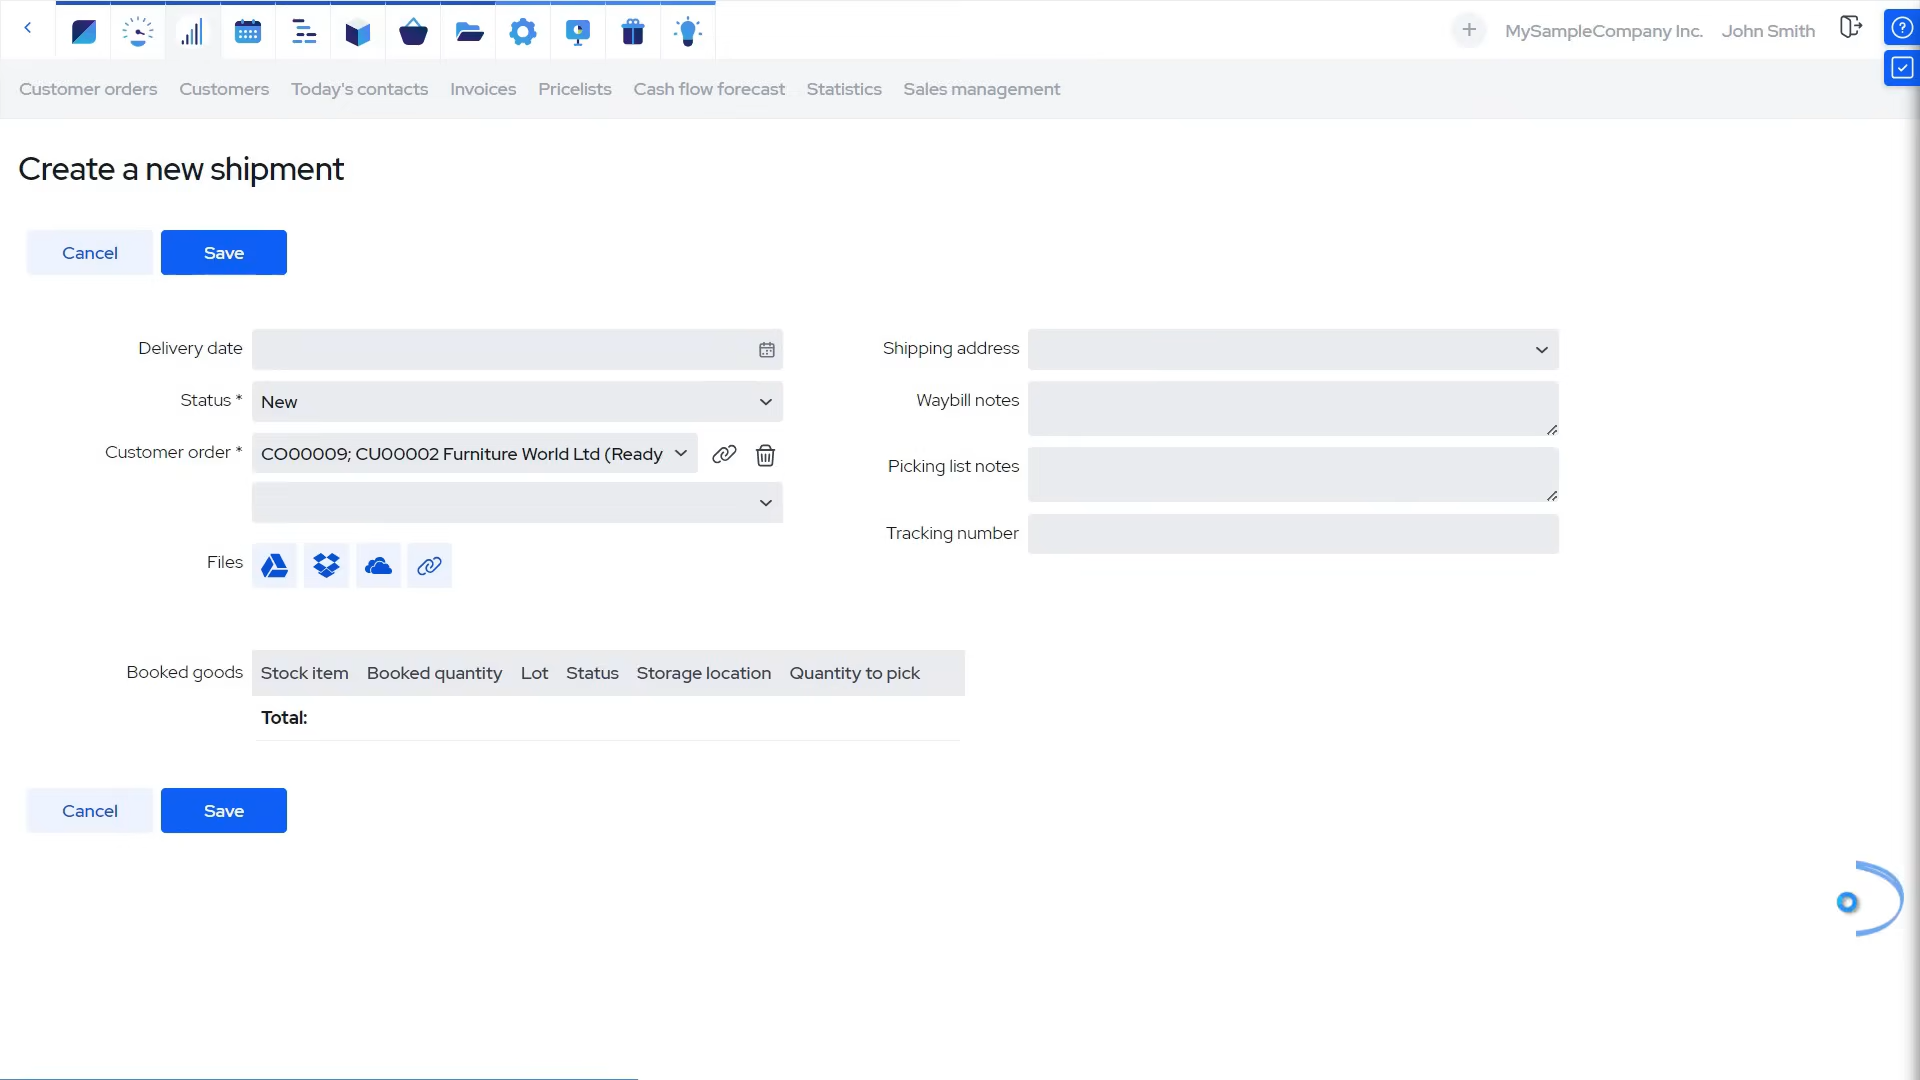 MySampleCompany Inc. John Smith
Customer orders Customers Today's contacts Invoices Pricelists Cash flow forecast Statistics Sales management
Create a new shipment
Cancel Save
Delivery date
Status * New
Customer order * CO00009; CU00002 Furniture World Ltd (Ready
Files
Shipping address
Waybill notes
Picking list notes
Tracking number
Booked goods Stock item Booked quantity Lot Status Storage location Quantity to pick
Total:
Cancel Save